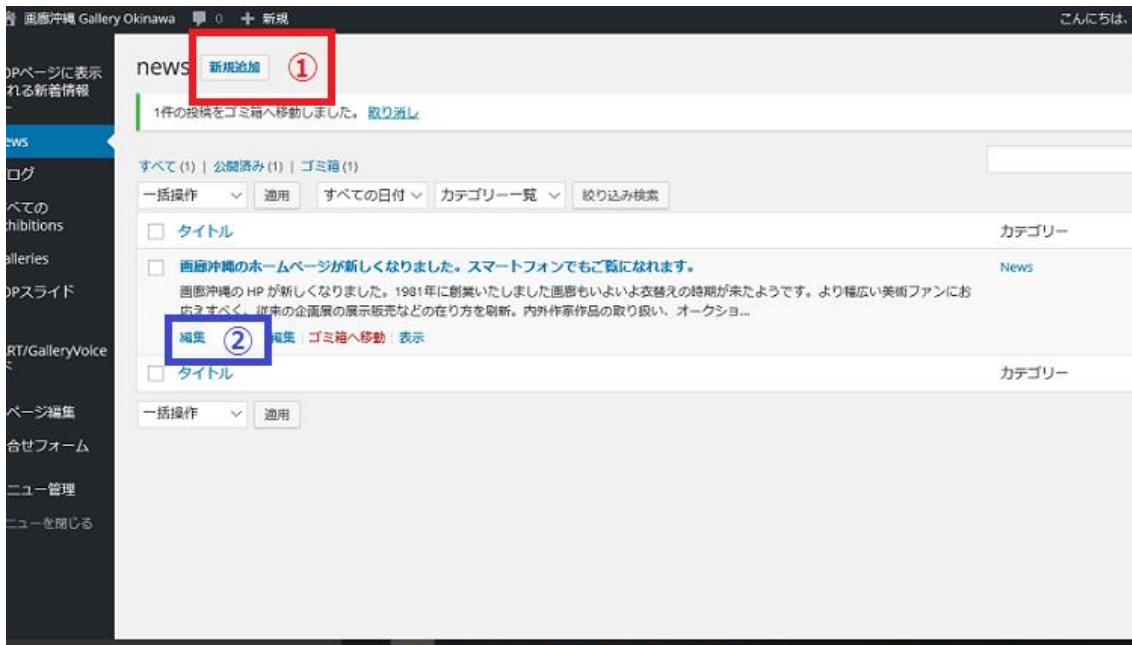 画廊沖縄 Gallery Okinawa 0 + 新規 こんにちは、
OPページに表示
れる新着情報
news 新規追加 ①
1件の投稿をゴミ箱へ移動しました。 取り消し
ews
ログ
すべて (1) | 公開済み (1) | ゴミ箱 (1)
一括操作 適用 すべての日付 カテゴリー一覧 絞り込み検索
べての
xhibitions
タイトル カテゴリー
alleries
画廊沖縄のホームページが新しくなりました。スマートフォンでもご覧になれます。 News
OPスライド
画廊沖縄の HP が新しくなりました。1981年に創業いたしました画廊もいよいよ衣替えの時期が来たようです。より幅広い美術ファンにお
応えすべく、従来の企画展の展示販売などの在り方を刷新。内外作家作品の取り扱い、オークショ...
編集 ② 編集 | ゴミ箱へ移動 | 表示
ART/GalleryVoice
タイトル カテゴリー
ページ編集
一括操作 適用
合せフォーム
ニュー管理
ニューを閉じる